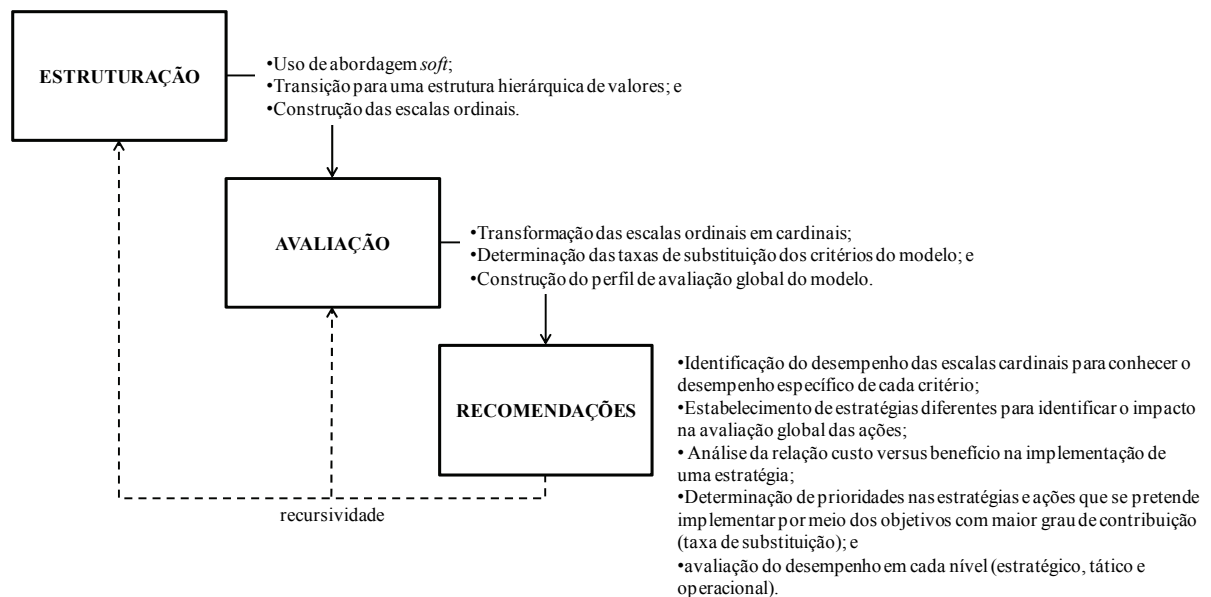 ESTRUTURAÇÃO
•Uso de abordagem soft;
•Transição para uma estrutura hierárquica de valores; e
•Construção das escalas ordinais.
AVALIAÇÃO
•Transformação das escalas ordinais em cardinais;
•Determinação das taxas de substituição dos critérios do modelo; e
•Construção do perfil de avaliação global do modelo.
RECOMENDAÇÕES
•Identificação do desempenho das escalas cardinais para conhecer o
desempenho específico de cada critério;
•Estabelecimento de estratégias diferentes para identificar o impacto
na avaliação global das ações;
• Análise da relação custo versus benefício na implementação de
uma estratégia;
•Determinação de prioridades nas estratégias e ações que se pretende
implementar por meio dos objetivos com maior grau de contribuição
(taxa de substituição); e
•avaliação do desempenho em cada nível (estratégico, tático e
operacional).
recursividade